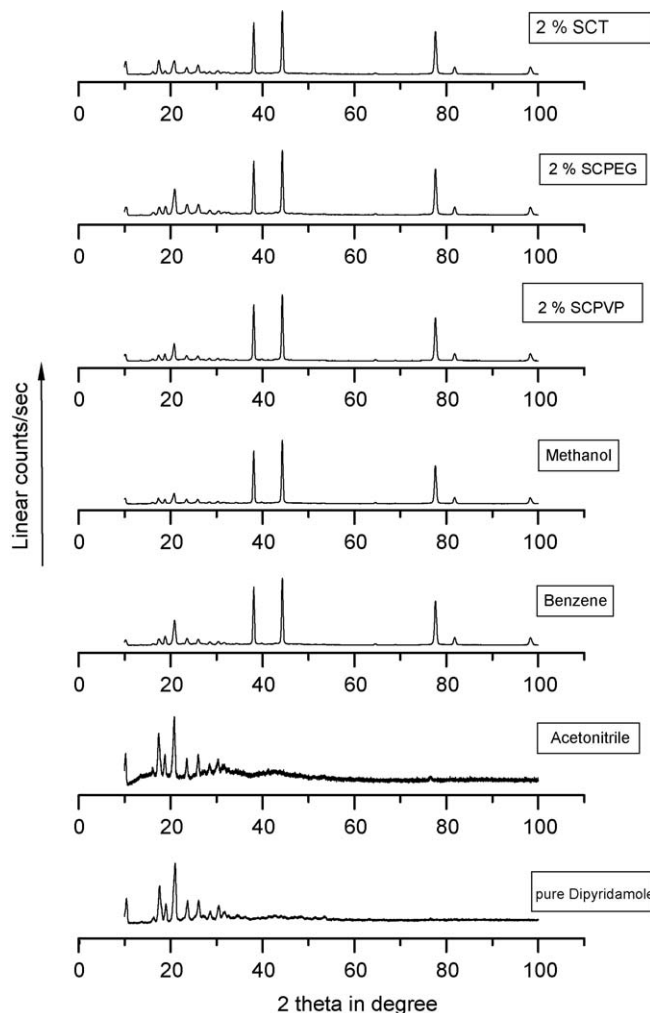 2 % SCT
0 20 40 60 80 100
2 % SCPEG
0 20 40 60 80 100
2 % SCPVP
0 20 40 60 80 100
Linear counts/sec
Methanol
0 20 40 60 80 100
Benzene
0 20 40 60 80 100
Acetonitrile
0 20 40 60 80 100
pure Dipyridamole
0 20 40 60 80 100
2 theta in degree